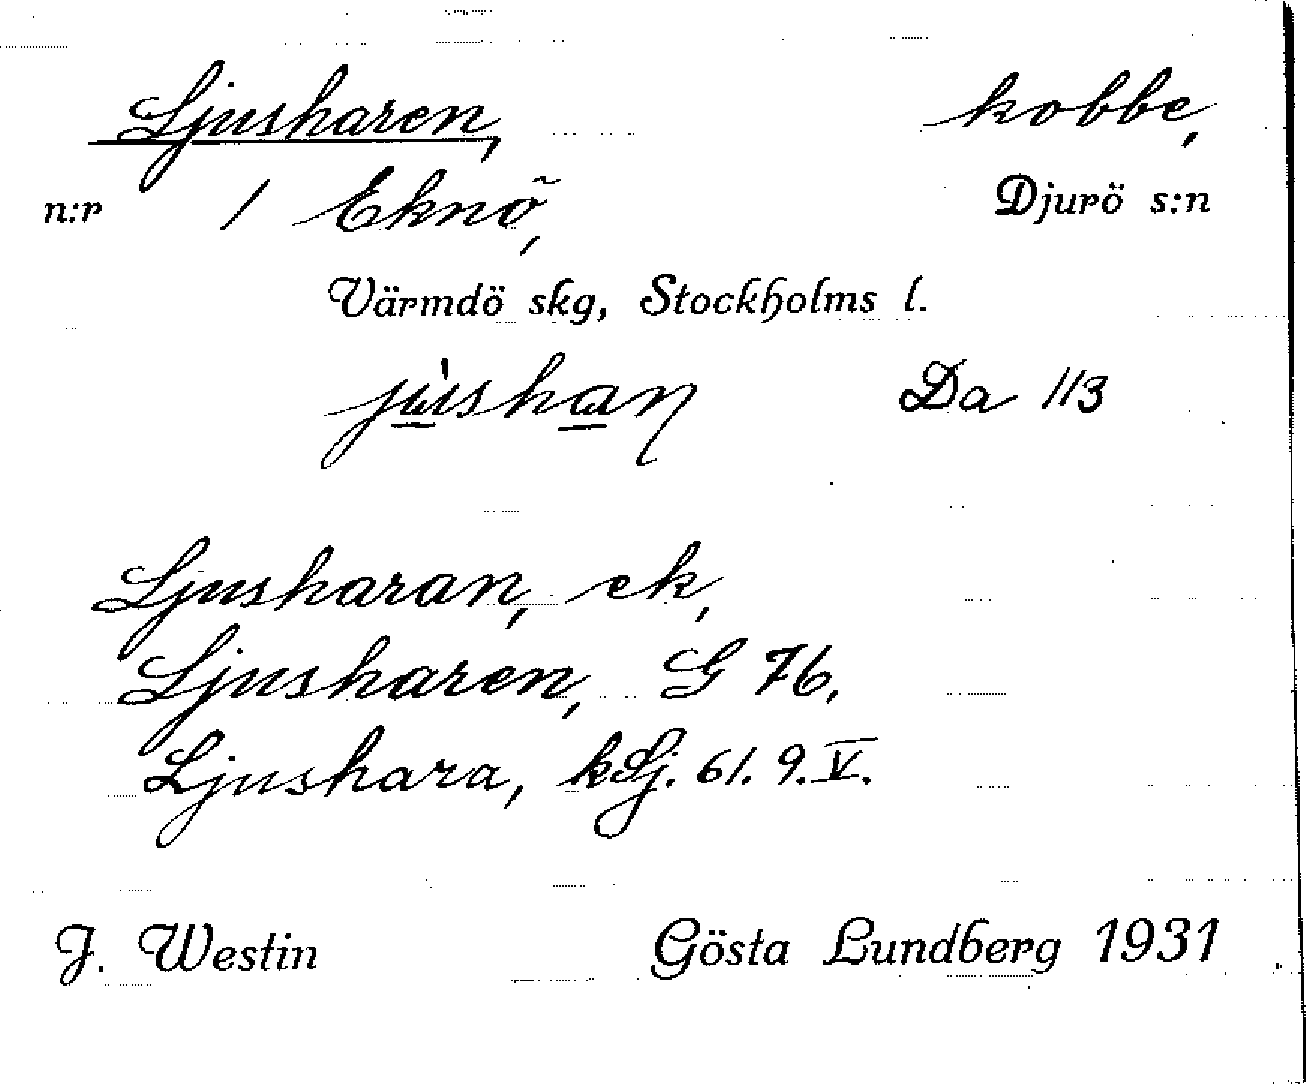 Ljusharen, kobbe,
n:r 1 Eknö, Djurö s:n
Värmdö skg, Stockholms l.
jùshan Da 113
Ljusharan, ek,
Ljusharen, G 76,
Ljushara, kLj. 61. 9. V.
J. Westin Gösta Lundberg 1931